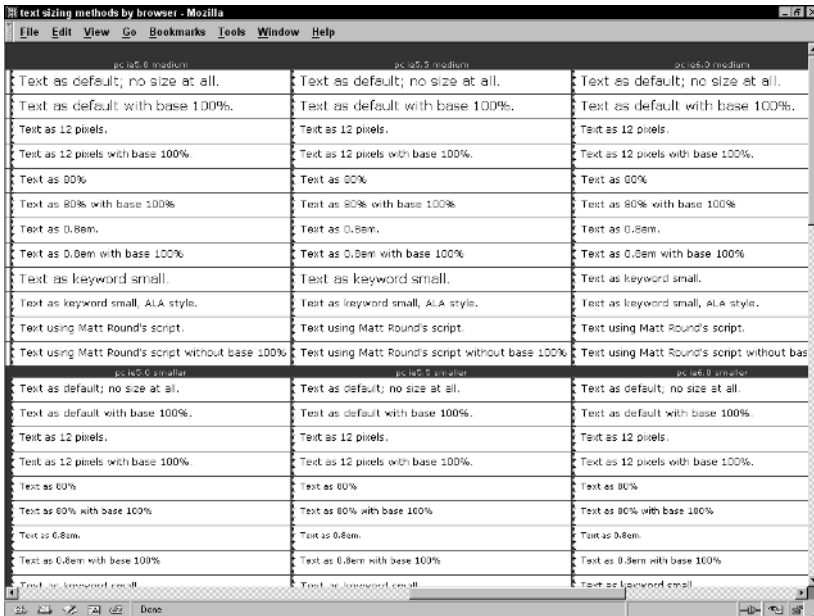 text sizing methods by browser - Mozilla
File Edit View Go Bookmarks Tools Window Help
pc ie5.0 medium pc ie5.5 medium pc ie6.0 medium
Text as default; no size at all. Text as default; no size at all. Text as default; no size at all.
Text as default with base 100%. Text as default with base 100%. Text as default with base 100%.
Text as 12 pixels. Text as 12 pixels. Text as 12 pixels.
Text as 12 pixels with base 100%. Text as 12 pixels with base 100%. Text as 12 pixels with base 100%.
Text as 80% Text as 80% Text as 80%
Text as 80% with base 100% Text as 80% with base 100% Text as 80% with base 100%
Text as 0.8em. Text as 0.8em. Text as 0.8em.
Text as 0.8em with base 100% Text as 0.8em with base 100% Text as 0.8em with base 100%
Text as keyword small. Text as keyword small. Text as keyword small.
Text as keyword small, ALA style. Text as keyword small, ALA style. Text as keyword small, ALA style.
Text using Matt Round's script. Text using Matt Round's script. Text using Matt Round's script.
Text using Matt Round's script without base 100% Text using Matt Round's script without base 100% Text using Matt Round's script without bas
pc ie5.0 smaller pc ie5.5 smaller pc ie6.0 smaller
Text as default; no size at all. Text as default; no size at all. Text as default; no size at all.
Text as default with base 100%. Text as default with base 100%. Text as default with base 100%.
Text as 12 pixels. Text as 12 pixels. Text as 12 pixels.
Text as 12 pixels with base 100%. Text as 12 pixels with base 100%. Text as 12 pixels with base 100%.
Text as 80% Text as 80% Text as 80%
Text as 80% with base 100% Text as 80% with base 100% Text as 80% with base 100%
Text as 0.8em. Text as 0.8em. Text as 0.8em.
Text as 0.8em with base 100% Text as 0.8em with base 100% Text as 0.8em with base 100%
Text as keyword small Text as keyword small Text as keyword small
Done